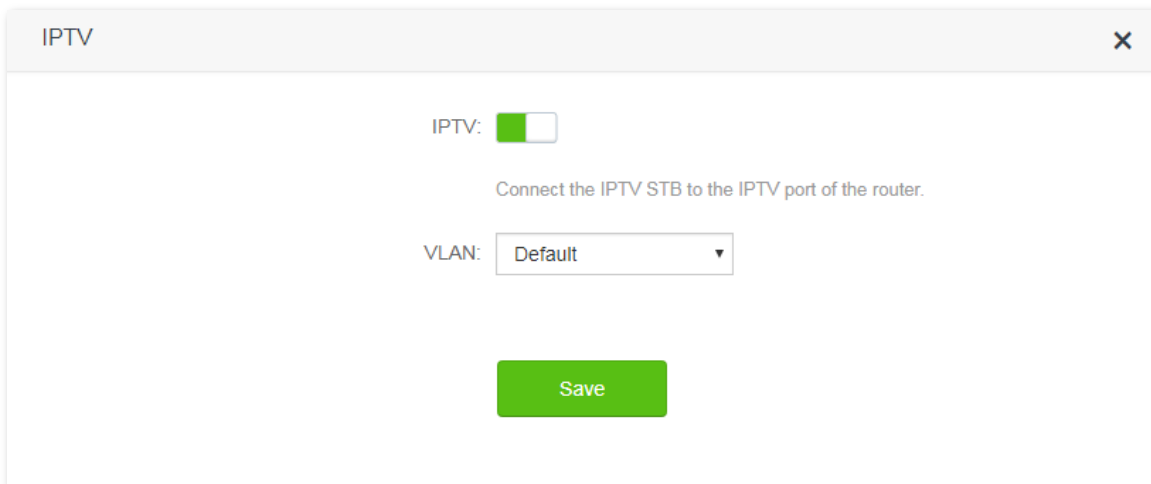 IPTV
IPTV:
Connect the IPTV STB to the IPTV port of the router.
VLAN: Default
Save